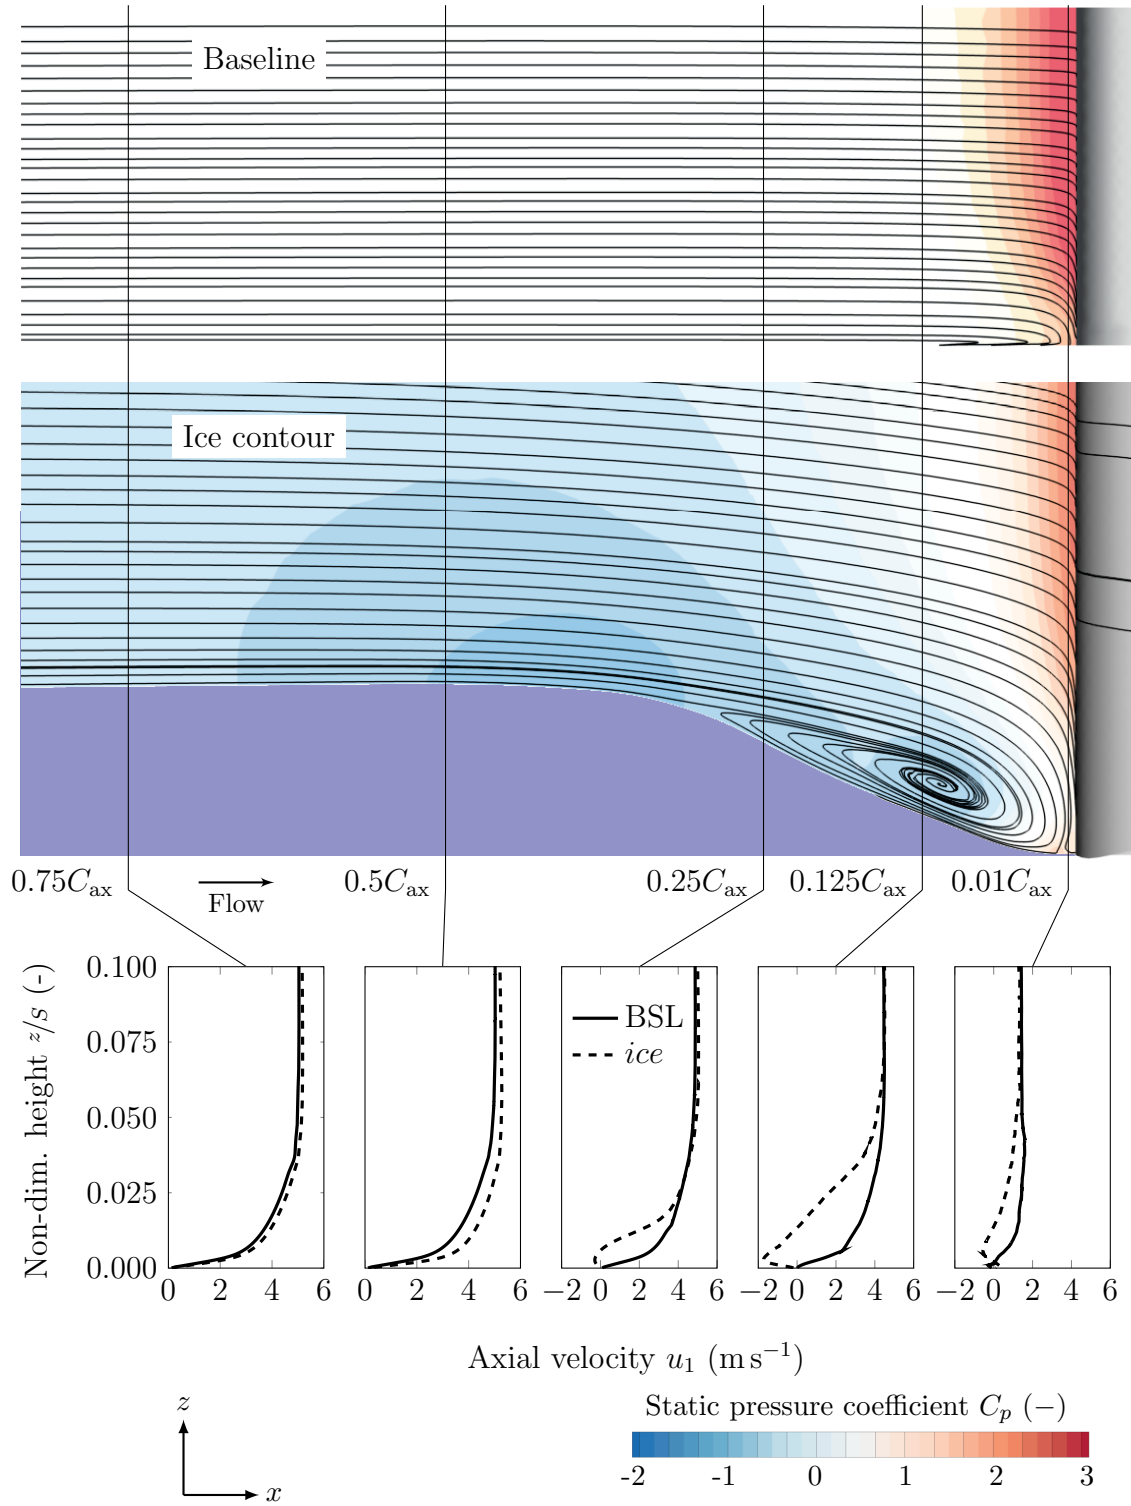 Baseline
Ice contour
0.75C_ax
Flow
0.5C_ax
0.25C_ax
0.125C_ax
0.01C_ax
Non-dim. height z/s (-)
0.100
0.075
0.050
0.025
0.000
BSL
ice
0 2 4 6
0 2 4 6
−2 0 2 4 6
−2 0 2 4 6
−2 0 2 4 6
Axial velocity u₁ (m s⁻¹)
z
x
Static pressure coefficient C_p (−)
-2 -1 0 1 2 3